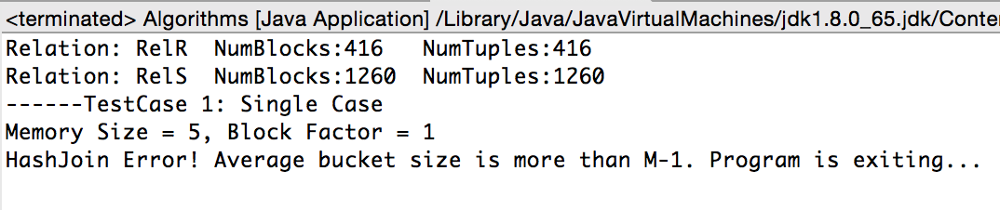 <terminated> Algorithms [Java Application] /Library/Java/JavaVirtualMachines/jdk1.8.0_65.jdk/Conte
Relation: RelR  NumBlocks:416   NumTuples:416
Relation: RelS  NumBlocks:1260  NumTuples:1260
------TestCase 1: Single Case
Memory Size = 5, Block Factor = 1
HashJoin Error! Average bucket size is more than M-1. Program is exiting...